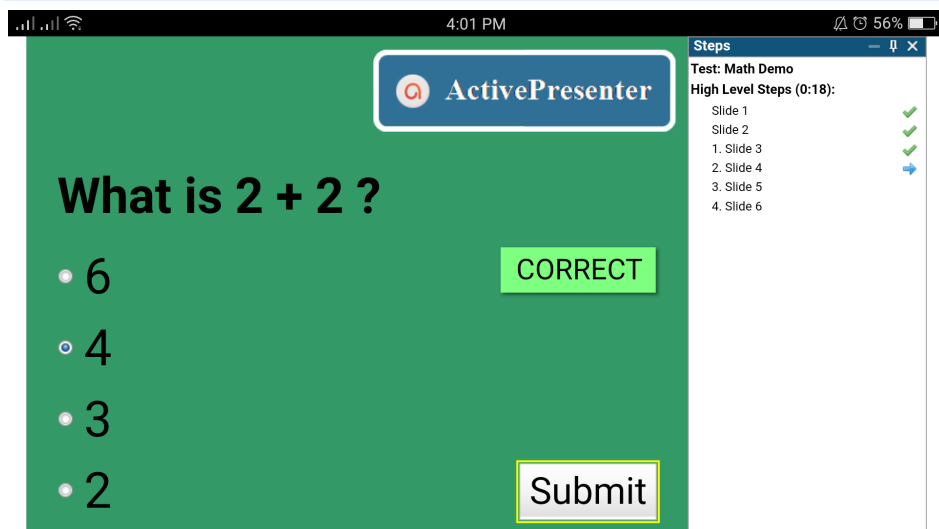 4:01 PM
56%
ActivePresenter
What is 2 + 2 ?
6
CORRECT
4
3
2
Submit
Steps
Test: Math Demo
High Level Steps (0:18):
Slide 1
Slide 2
1. Slide 3
2. Slide 4
3. Slide 5
4. Slide 6